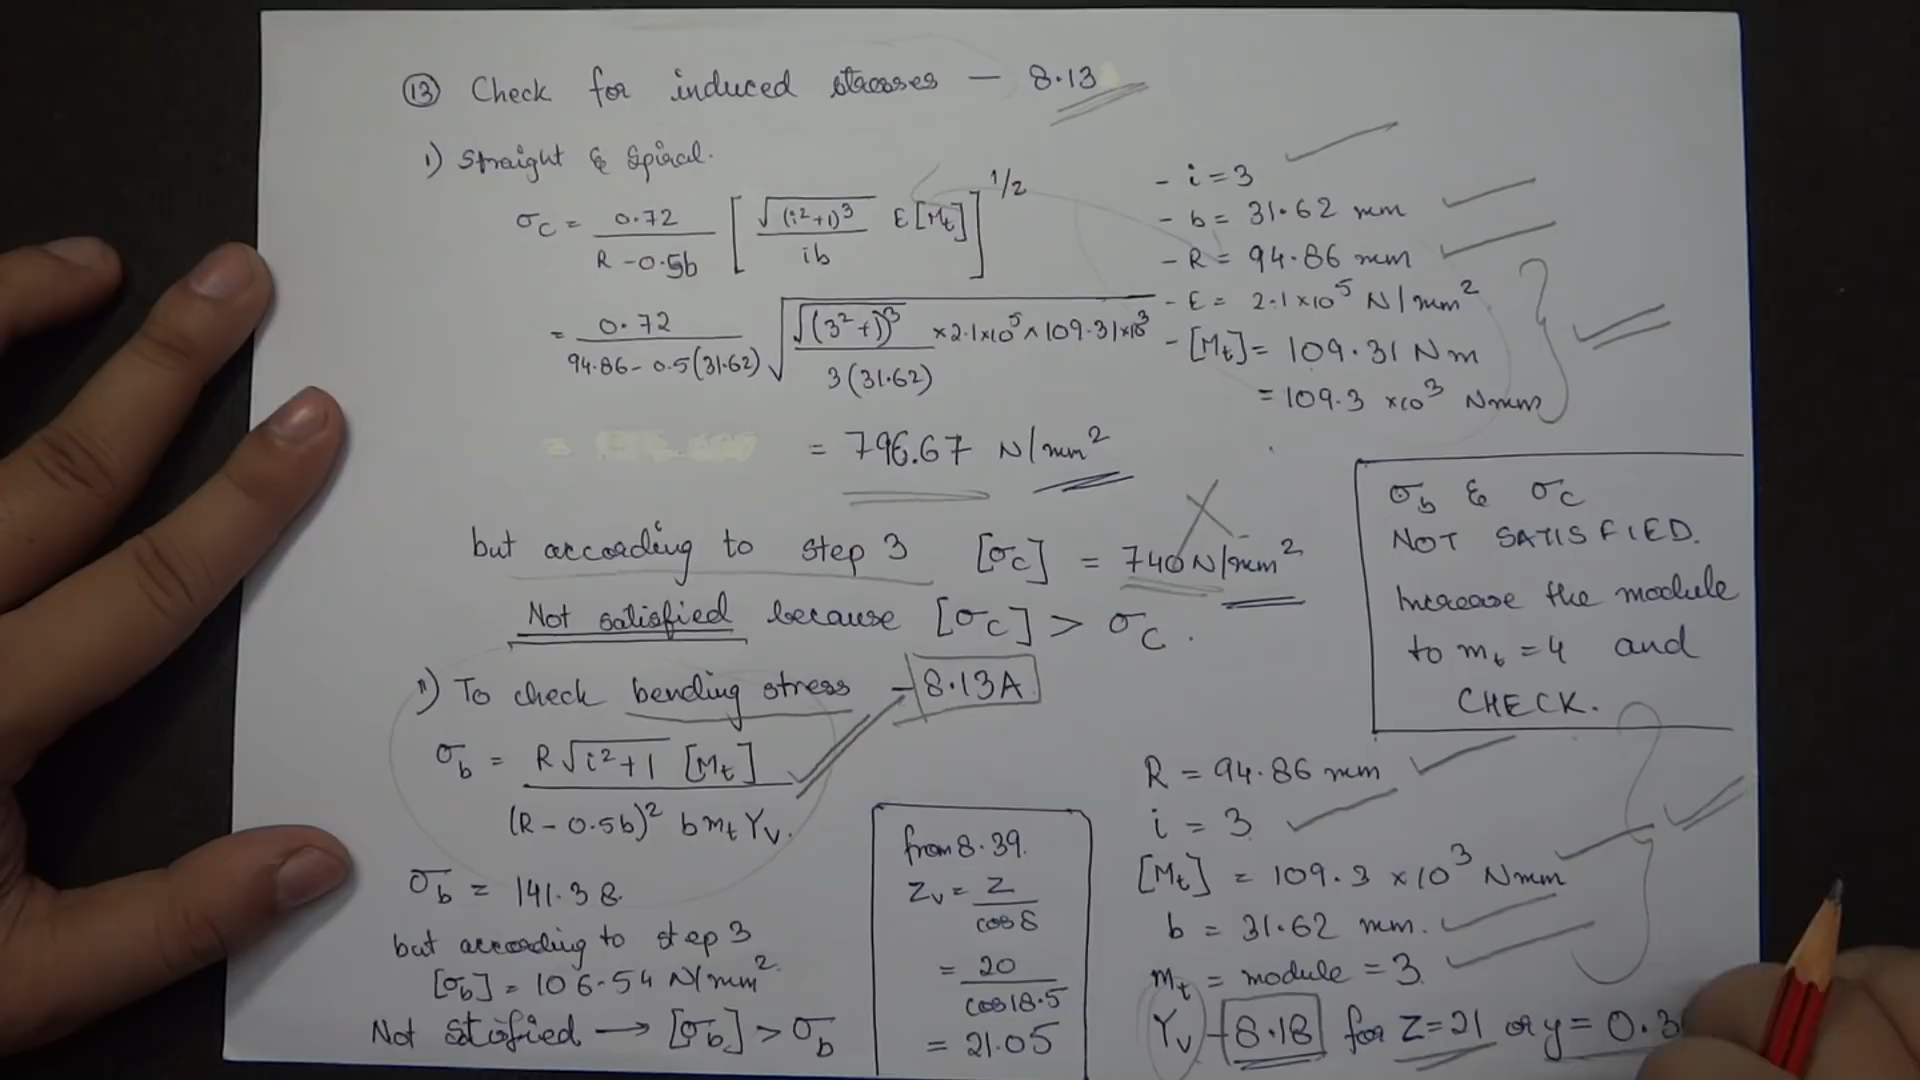 ⑬ Check for induced stresses — 8.13
i) Straight & Spiral.
σc = 0.72 / (R - 0.5b) [ √(i²+1)³ / ib E[Mt] ]^1/2
= 0.72 / (94.86 - 0.5(31.62)) √( √(3²+1)³ / 3(31.62) × 2.1×10⁵ × 109.31×10³ )
= 796.67 N/mm²
- i = 3
- b = 31.62 mm
- R = 94.86 mm
- E = 2.1×10⁵ N/mm²
- [Mt] = 109.31 Nm
= 109.3 ×10³ Nmm
but according to step 3 [σc] = 740 N/mm²
Not satisfied because [σc] > σc.
σb & σc
NOT SATISFIED.
Increase the module
to mt = 4 and
CHECK.
ii) To check bending stress — 8.13A
σb = R√i²+1 [Mt] / (R - 0.5b)² b mt Yv.
σb = 141.38
but according to step 3
[σb] = 106.54 N/mm²
Not stisfied → [σb] > σb
from 8.39.
Zv = Z / cos δ
= 20 / cos 18.5
= 21.05
R = 94.86 mm
i = 3
[Mt] = 109.3 ×10³ Nmm
b = 31.62 mm.
mt = module = 3.
Yv - 8.18 for Z = 21 or y =